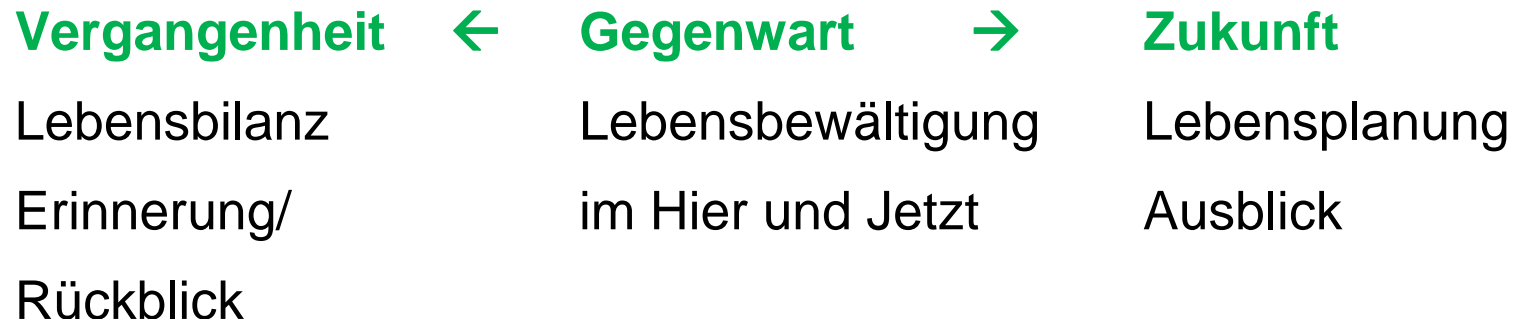 Vergangenheit ← Gegenwart → Zukunft
Lebensbilanz Lebensbewältigung Lebensplanung
Erinnerung/ im Hier und Jetzt Ausblick
Rückblick